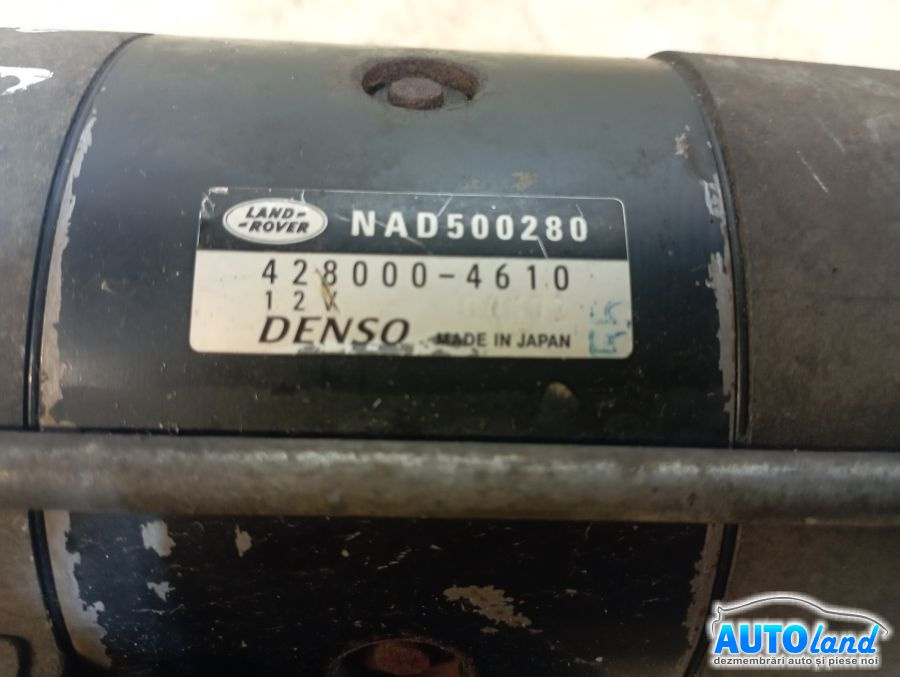 LAND-
-ROVER
NAD500280
428000-4610
12V
DENSO
MADE IN JAPAN
AUTOland
dezmembrări auto și piese noi